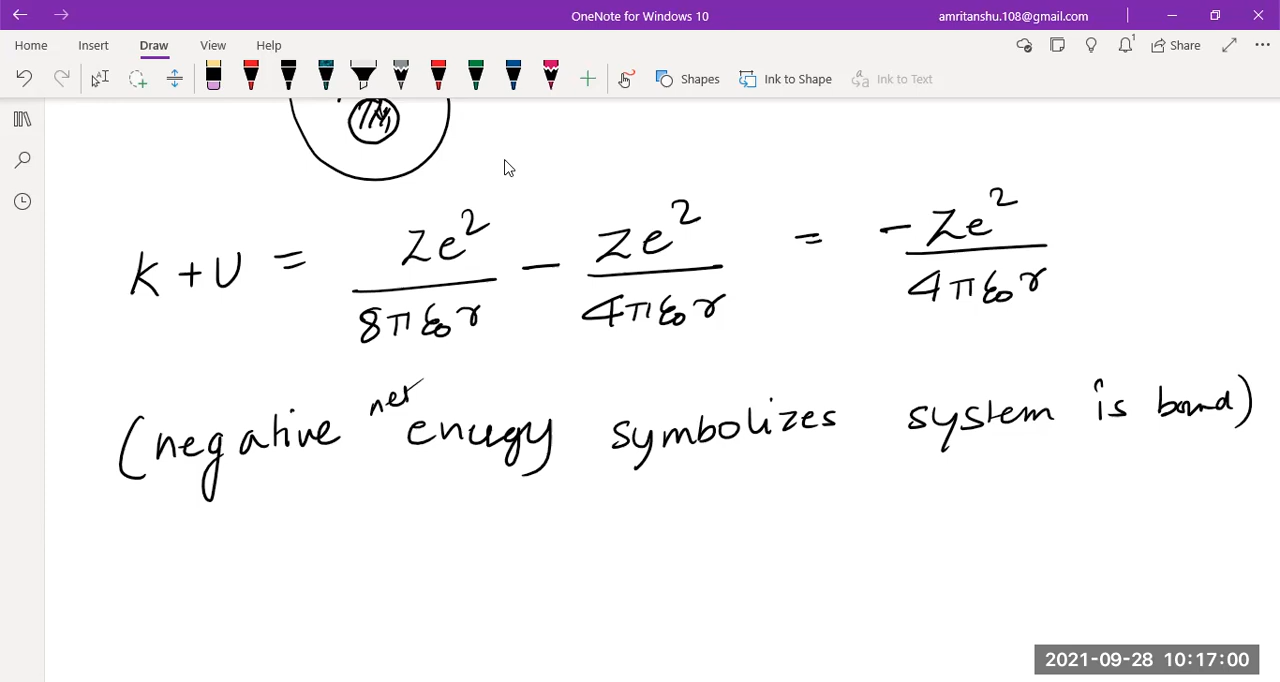 OneNote for Windows 10
amritanshu.108@gmail.com
Home Insert Draw View Help
Share
Shapes Ink to Shape Ink to Text
K + U = Ze² / 8πε₀r − Ze² / 4πε₀r = −Ze² / 4πε₀r
(negative net energy symbolizes system is bound)
2021-09-28 10:17:00